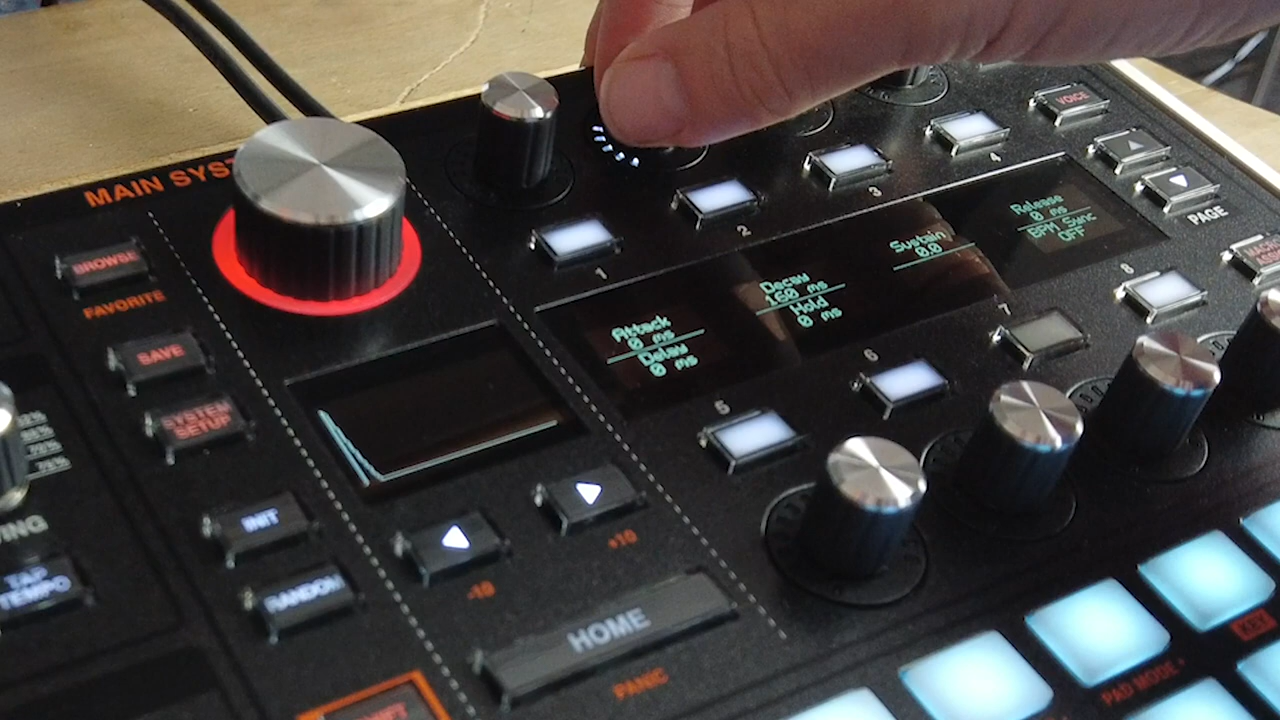 MAIN SYST
BROWSE
FAVORITE
SAVE
SYSTEM
SETUP
INIT
RANDOM
TAP
TEMPO
-10
+10
HOME
PANIC
1
2
3
4
VOICE
PAGE
Attack
0 ms
Delay
0 ms
Decay
160 ms
Hold
0 ms
Sustain
0.0
Release
0 ms
BPM Sync
OFF
5
6
7
8
PAD MODE
KEY